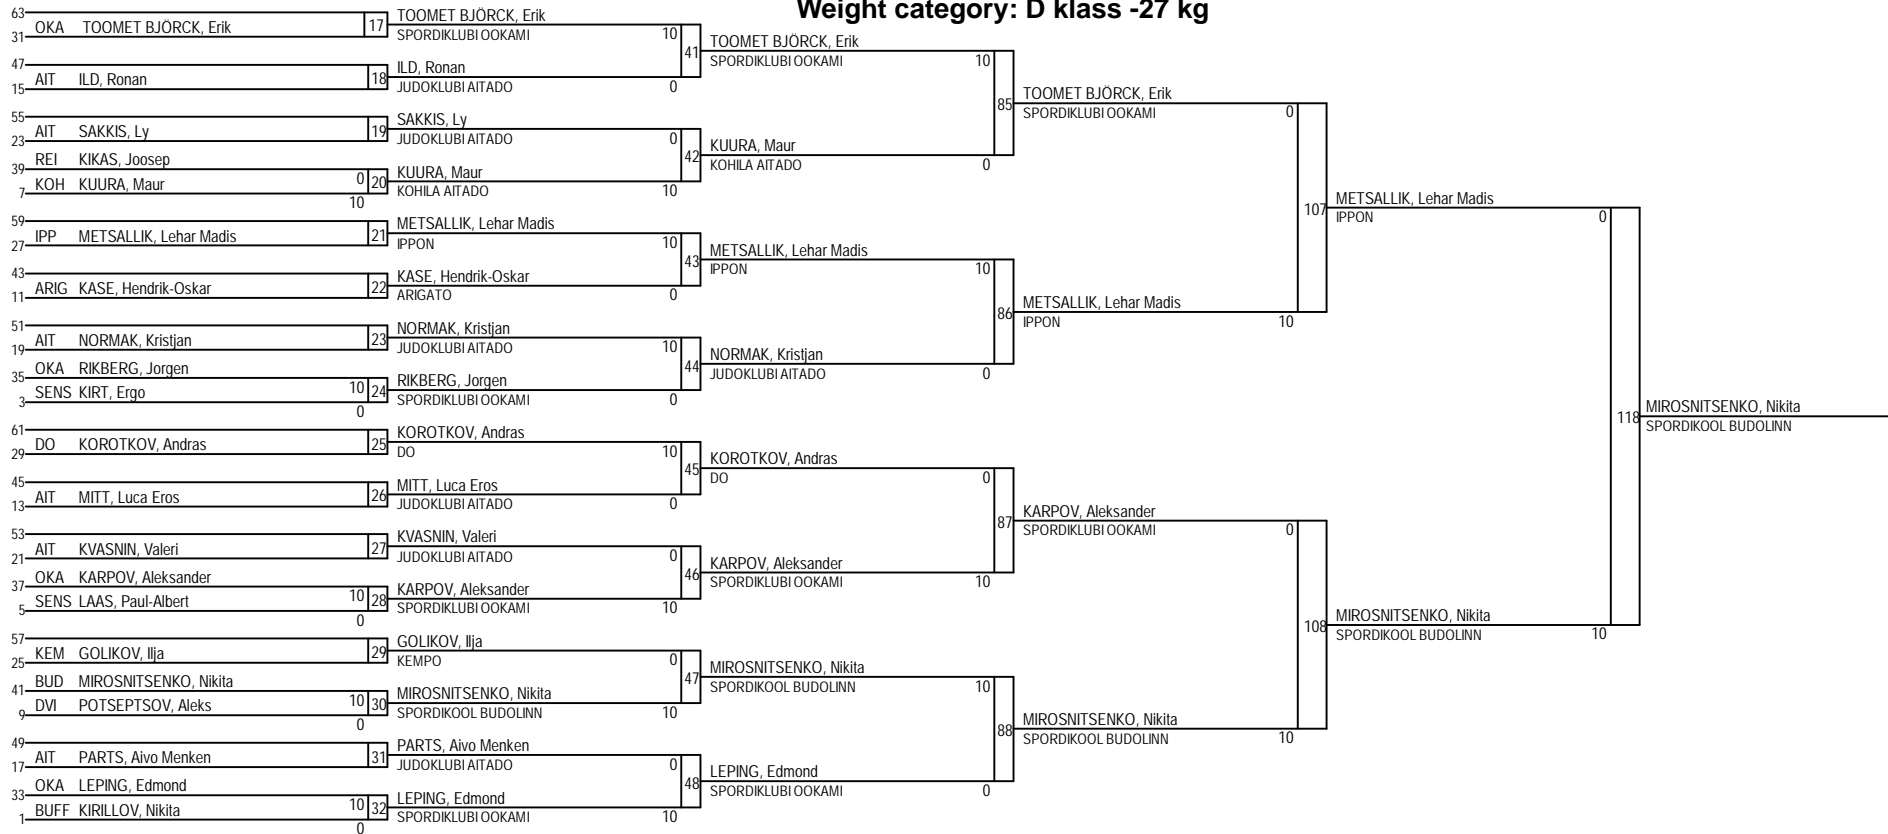 Weight category: D klass -27 kg
63
31
OKA TOOMET BJÖRCK, Erik
17
47
15
AIT ILD, Ronan
18
55
23
AIT SAKKIS, Ly
19
REI KIKAS, Joosep
39
0
20
7
KOH KUURA, Maur
10
59
27
IPP METSALLIK, Lehar Madis
21
43
11
ARIG KASE, Hendrik-Oskar
22
51
19
AIT NORMAK, Kristjan
23
OKA RIKBERG, Jorgen
35
10
24
3
SENS KIRT, Ergo
0
61
29
DO KOROTKOV, Andras
25
45
13
AIT MITT, Luca Eros
26
53
21
AIT KVASNIN, Valeri
27
OKA KARPOV, Aleksander
37
10
28
5
SENS LAAS, Paul-Albert
0
57
25
KEM GOLIKOV, Ilja
29
BUD MIROSNITSENKO, Nikita
41
10
30
9
DVI POTSEPTSOV, Aleks
0
49
17
AIT PARTS, Aivo Menken
31
OKA LEPING, Edmond
33
10
32
1
BUFF KIRILLOV, Nikita
0
TOOMET BJÖRCK, Erik
SPORDIKLUBI OOKAMI
10
41
ILD, Ronan
JUDOKLUBI AITADO
0
SAKKIS, Ly
JUDOKLUBI AITADO
0
42
KUURA, Maur
KOHILA AITADO
10
METSALLIK, Lehar Madis
IPPON
10
43
KASE, Hendrik-Oskar
ARIGATO
0
NORMAK, Kristjan
JUDOKLUBI AITADO
10
44
RIKBERG, Jorgen
SPORDIKLUBI OOKAMI
0
KOROTKOV, Andras
DO
10
45
MITT, Luca Eros
JUDOKLUBI AITADO
0
KVASNIN, Valeri
JUDOKLUBI AITADO
0
46
KARPOV, Aleksander
SPORDIKLUBI OOKAMI
10
GOLIKOV, Ilja
KEMPO
0
47
MIROSNITSENKO, Nikita
SPORDIKOOL BUDOLINN
10
PARTS, Aivo Menken
JUDOKLUBI AITADO
0
48
LEPING, Edmond
SPORDIKLUBI OOKAMI
10
TOOMET BJÖRCK, Erik
SPORDIKLUBI OOKAMI
10
85
KUURA, Maur
KOHILA AITADO
0
METSALLIK, Lehar Madis
IPPON
10
86
NORMAK, Kristjan
JUDOKLUBI AITADO
0
KOROTKOV, Andras
DO
0
87
KARPOV, Aleksander
SPORDIKLUBI OOKAMI
10
MIROSNITSENKO, Nikita
SPORDIKOOL BUDOLINN
10
88
LEPING, Edmond
SPORDIKLUBI OOKAMI
0
TOOMET BJÖRCK, Erik
SPORDIKLUBI OOKAMI
0
107
METSALLIK, Lehar Madis
IPPON
10
KARPOV, Aleksander
SPORDIKLUBI OOKAMI
0
108
MIROSNITSENKO, Nikita
SPORDIKOOL BUDOLINN
10
METSALLIK, Lehar Madis
IPPON
0
118
MIROSNITSENKO, Nikita
SPORDIKOOL BUDOLINN
10
MIROSNITSENKO, Nikita
SPORDIKOOL BUDOLINN